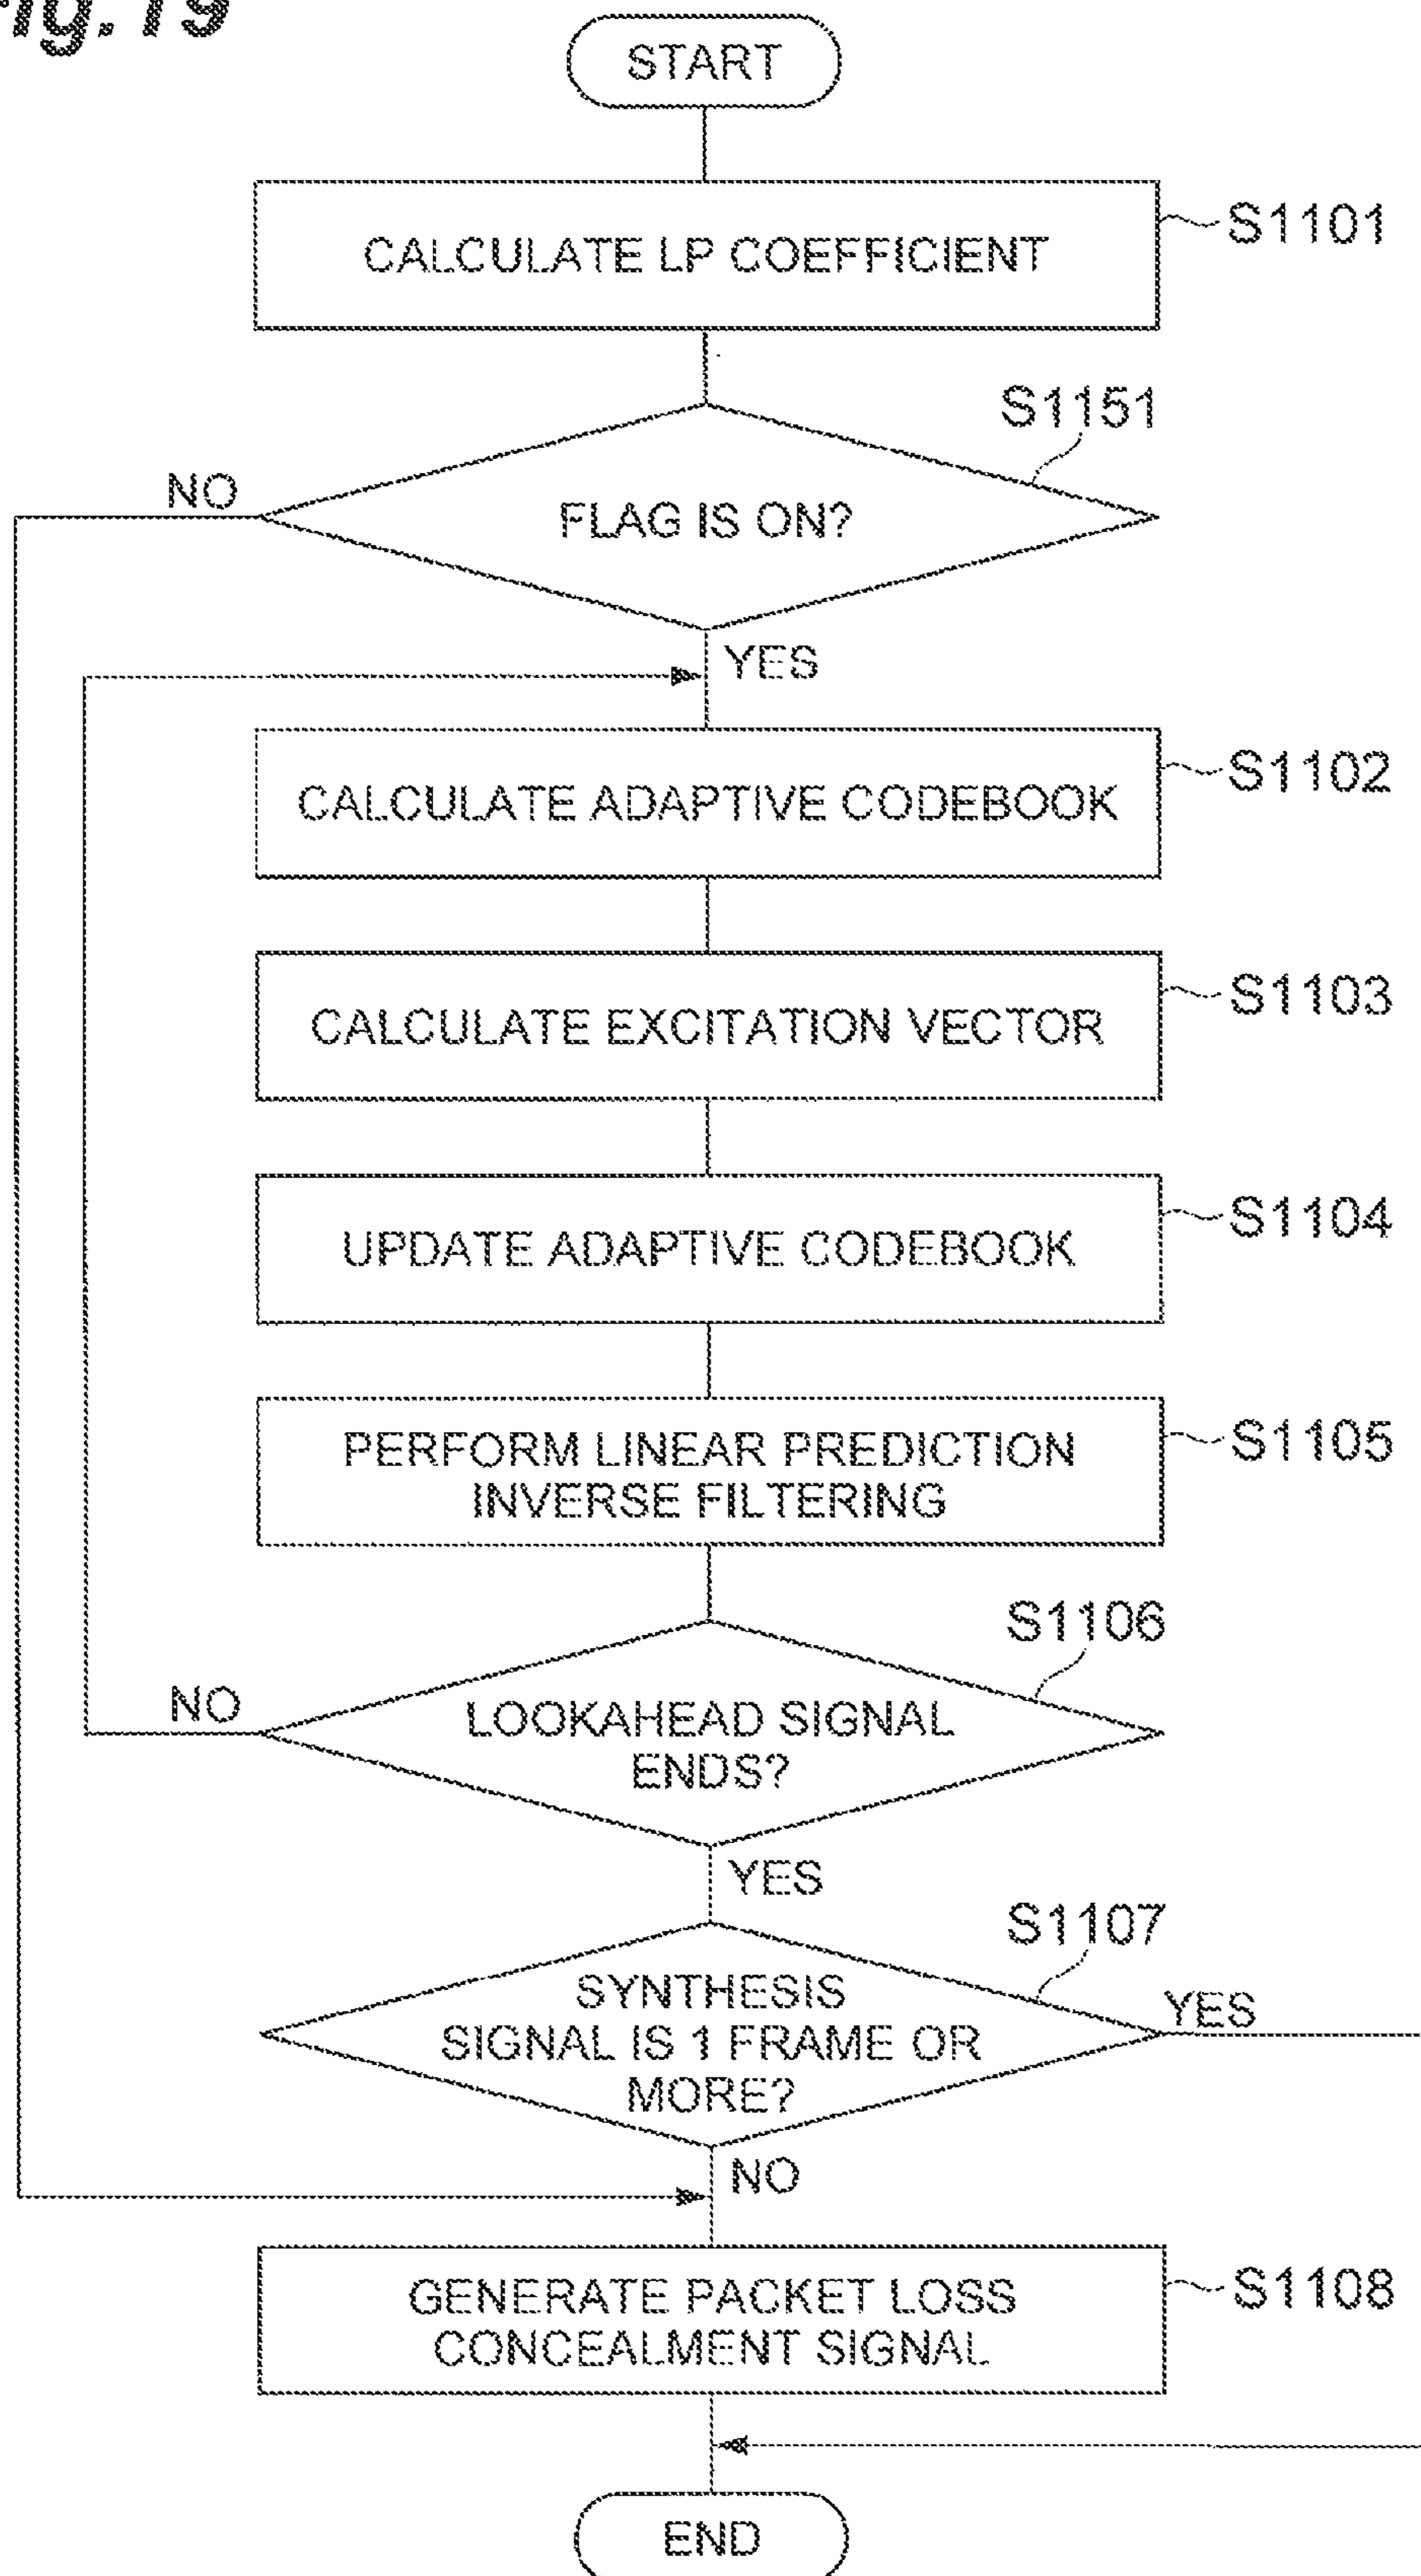 Fig.19
START
CALCULATE LP COEFFICIENT
S1101
S1151
FLAG IS ON?
NO
YES
CALCULATE ADAPTIVE CODEBOOK
S1102
CALCULATE EXCITATION VECTOR
S1103
UPDATE ADAPTIVE CODEBOOK
S1104
PERFORM LINEAR PREDICTION
INVERSE FILTERING
S1105
S1106
LOOKAHEAD SIGNAL
ENDS?
NO
YES
S1107
SYNTHESIS
SIGNAL IS 1 FRAME OR
MORE?
YES
NO
GENERATE PACKET LOSS
CONCEALMENT SIGNAL
S1108
END